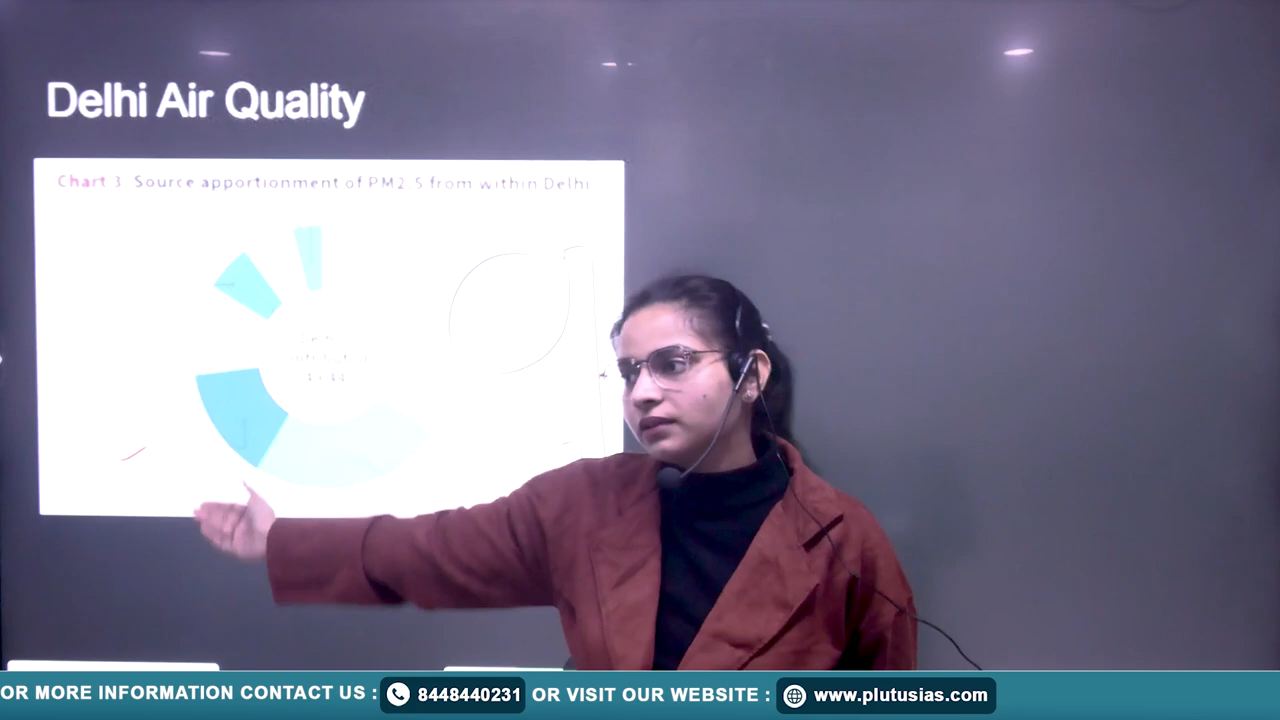 Delhi Air Quality
Chart 3 Source apportionment of PM2.5 from within Delhi
OR MORE INFORMATION CONTACT US : 8448440231 OR VISIT OUR WEBSITE : www.plutusias.com